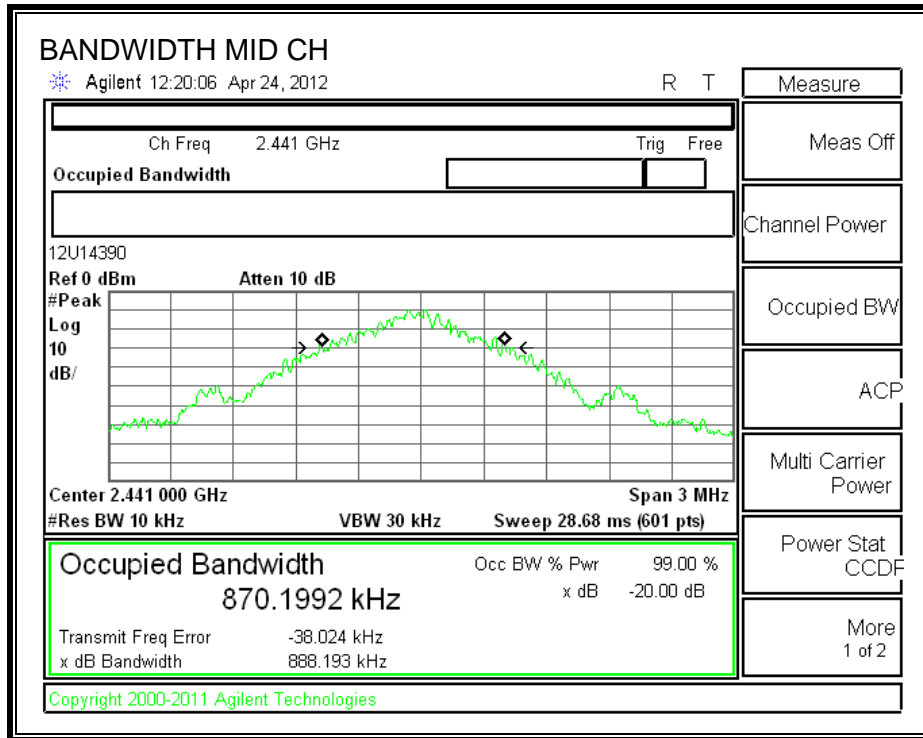 BANDWIDTH MID CH
Agilent 12:20:06 Apr 24, 2012 R T
Measure
Ch Freq 2.441 GHz Trig Free
Meas Off
Occupied Bandwidth
Channel Power
12U14390
Ref 0 dBm Atten 10 dB
#Peak
Log
10
dB/
Occupied BW
ACP
Multi Carrier
Power
Center 2.441 000 GHz Span 3 MHz
#Res BW 10 kHz VBW 30 kHz Sweep 28.68 ms (601 pts)
Power Stat
CCDF
Occupied Bandwidth Occ BW % Pwr 99.00 %
870.1992 kHz x dB -20.00 dB
Transmit Freq Error -38.024 kHz
x dB Bandwidth 888.193 kHz
More
1 of 2
Copyright 2000-2011 Agilent Technologies